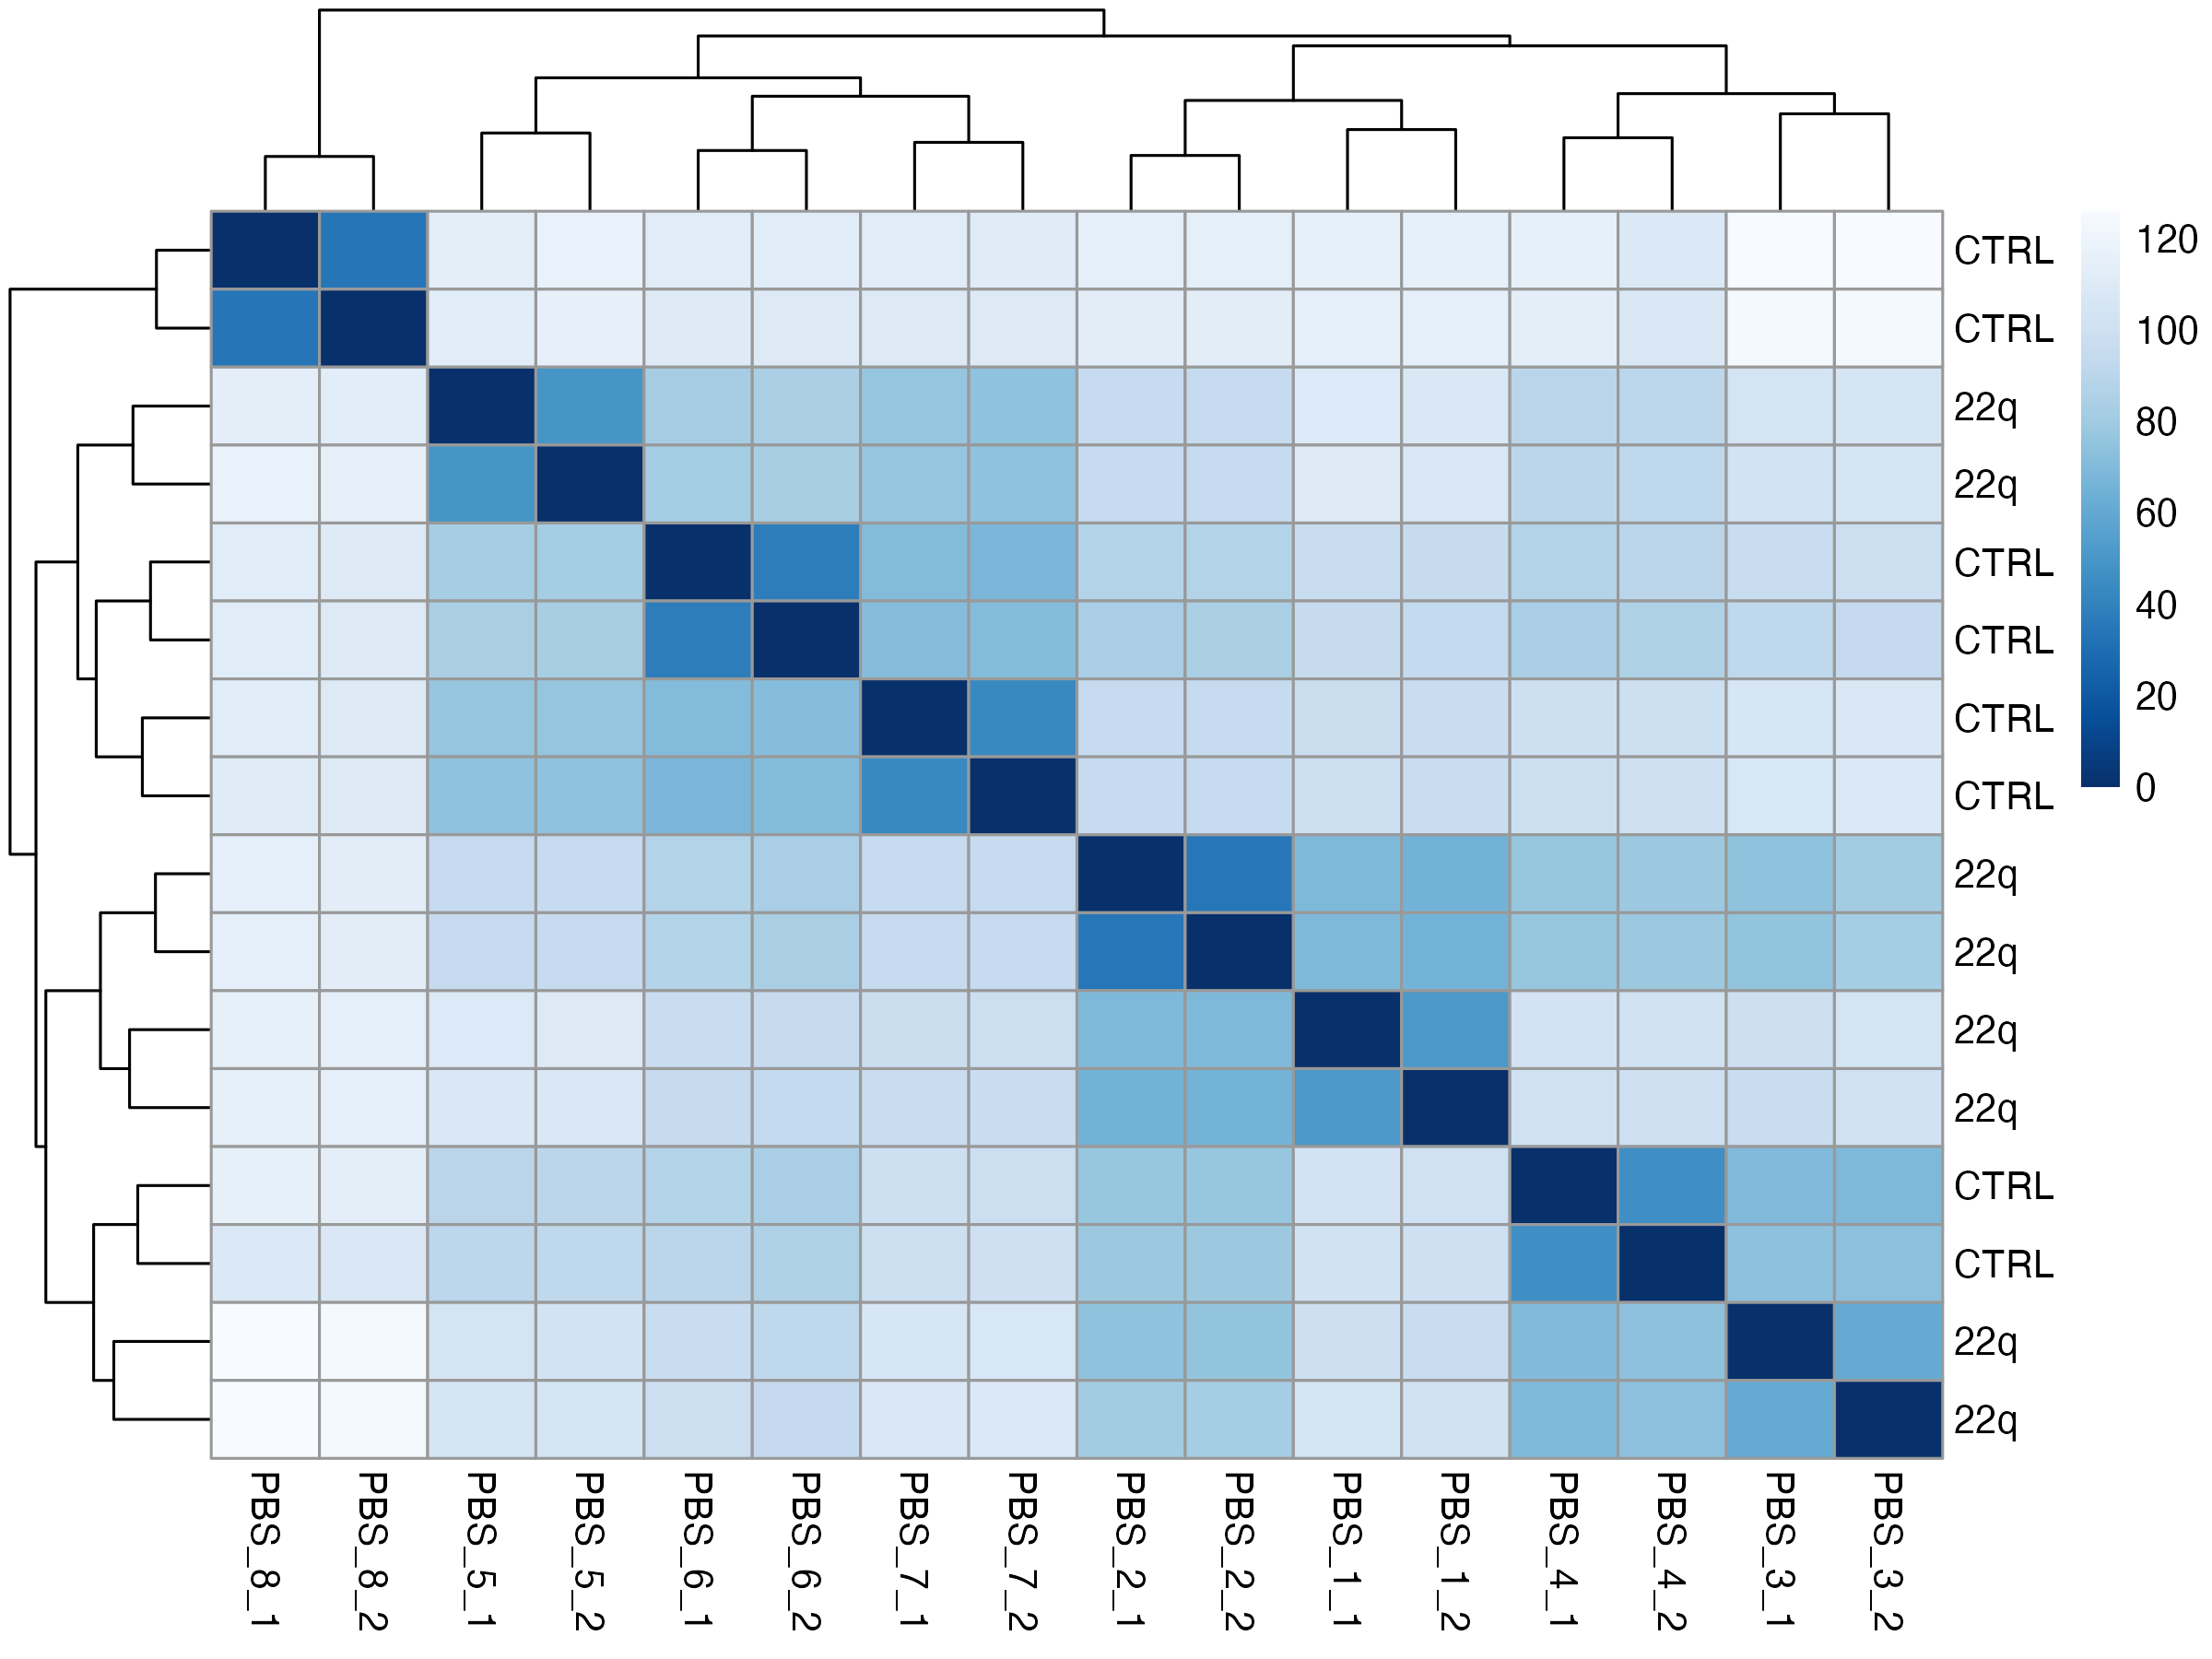 CTRL
CTRL
22q
22q
CTRL
CTRL
CTRL
CTRL
22q
22q
22q
22q
CTRL
CTRL
22q
22q
120
100
80
60
40
20
0
PBS_8_1
PBS_8_2
PBS_5_1
PBS_5_2
PBS_6_1
PBS_6_2
PBS_7_1
PBS_7_2
PBS_2_1
PBS_2_2
PBS_1_1
PBS_1_2
PBS_4_1
PBS_4_2
PBS_3_1
PBS_3_2